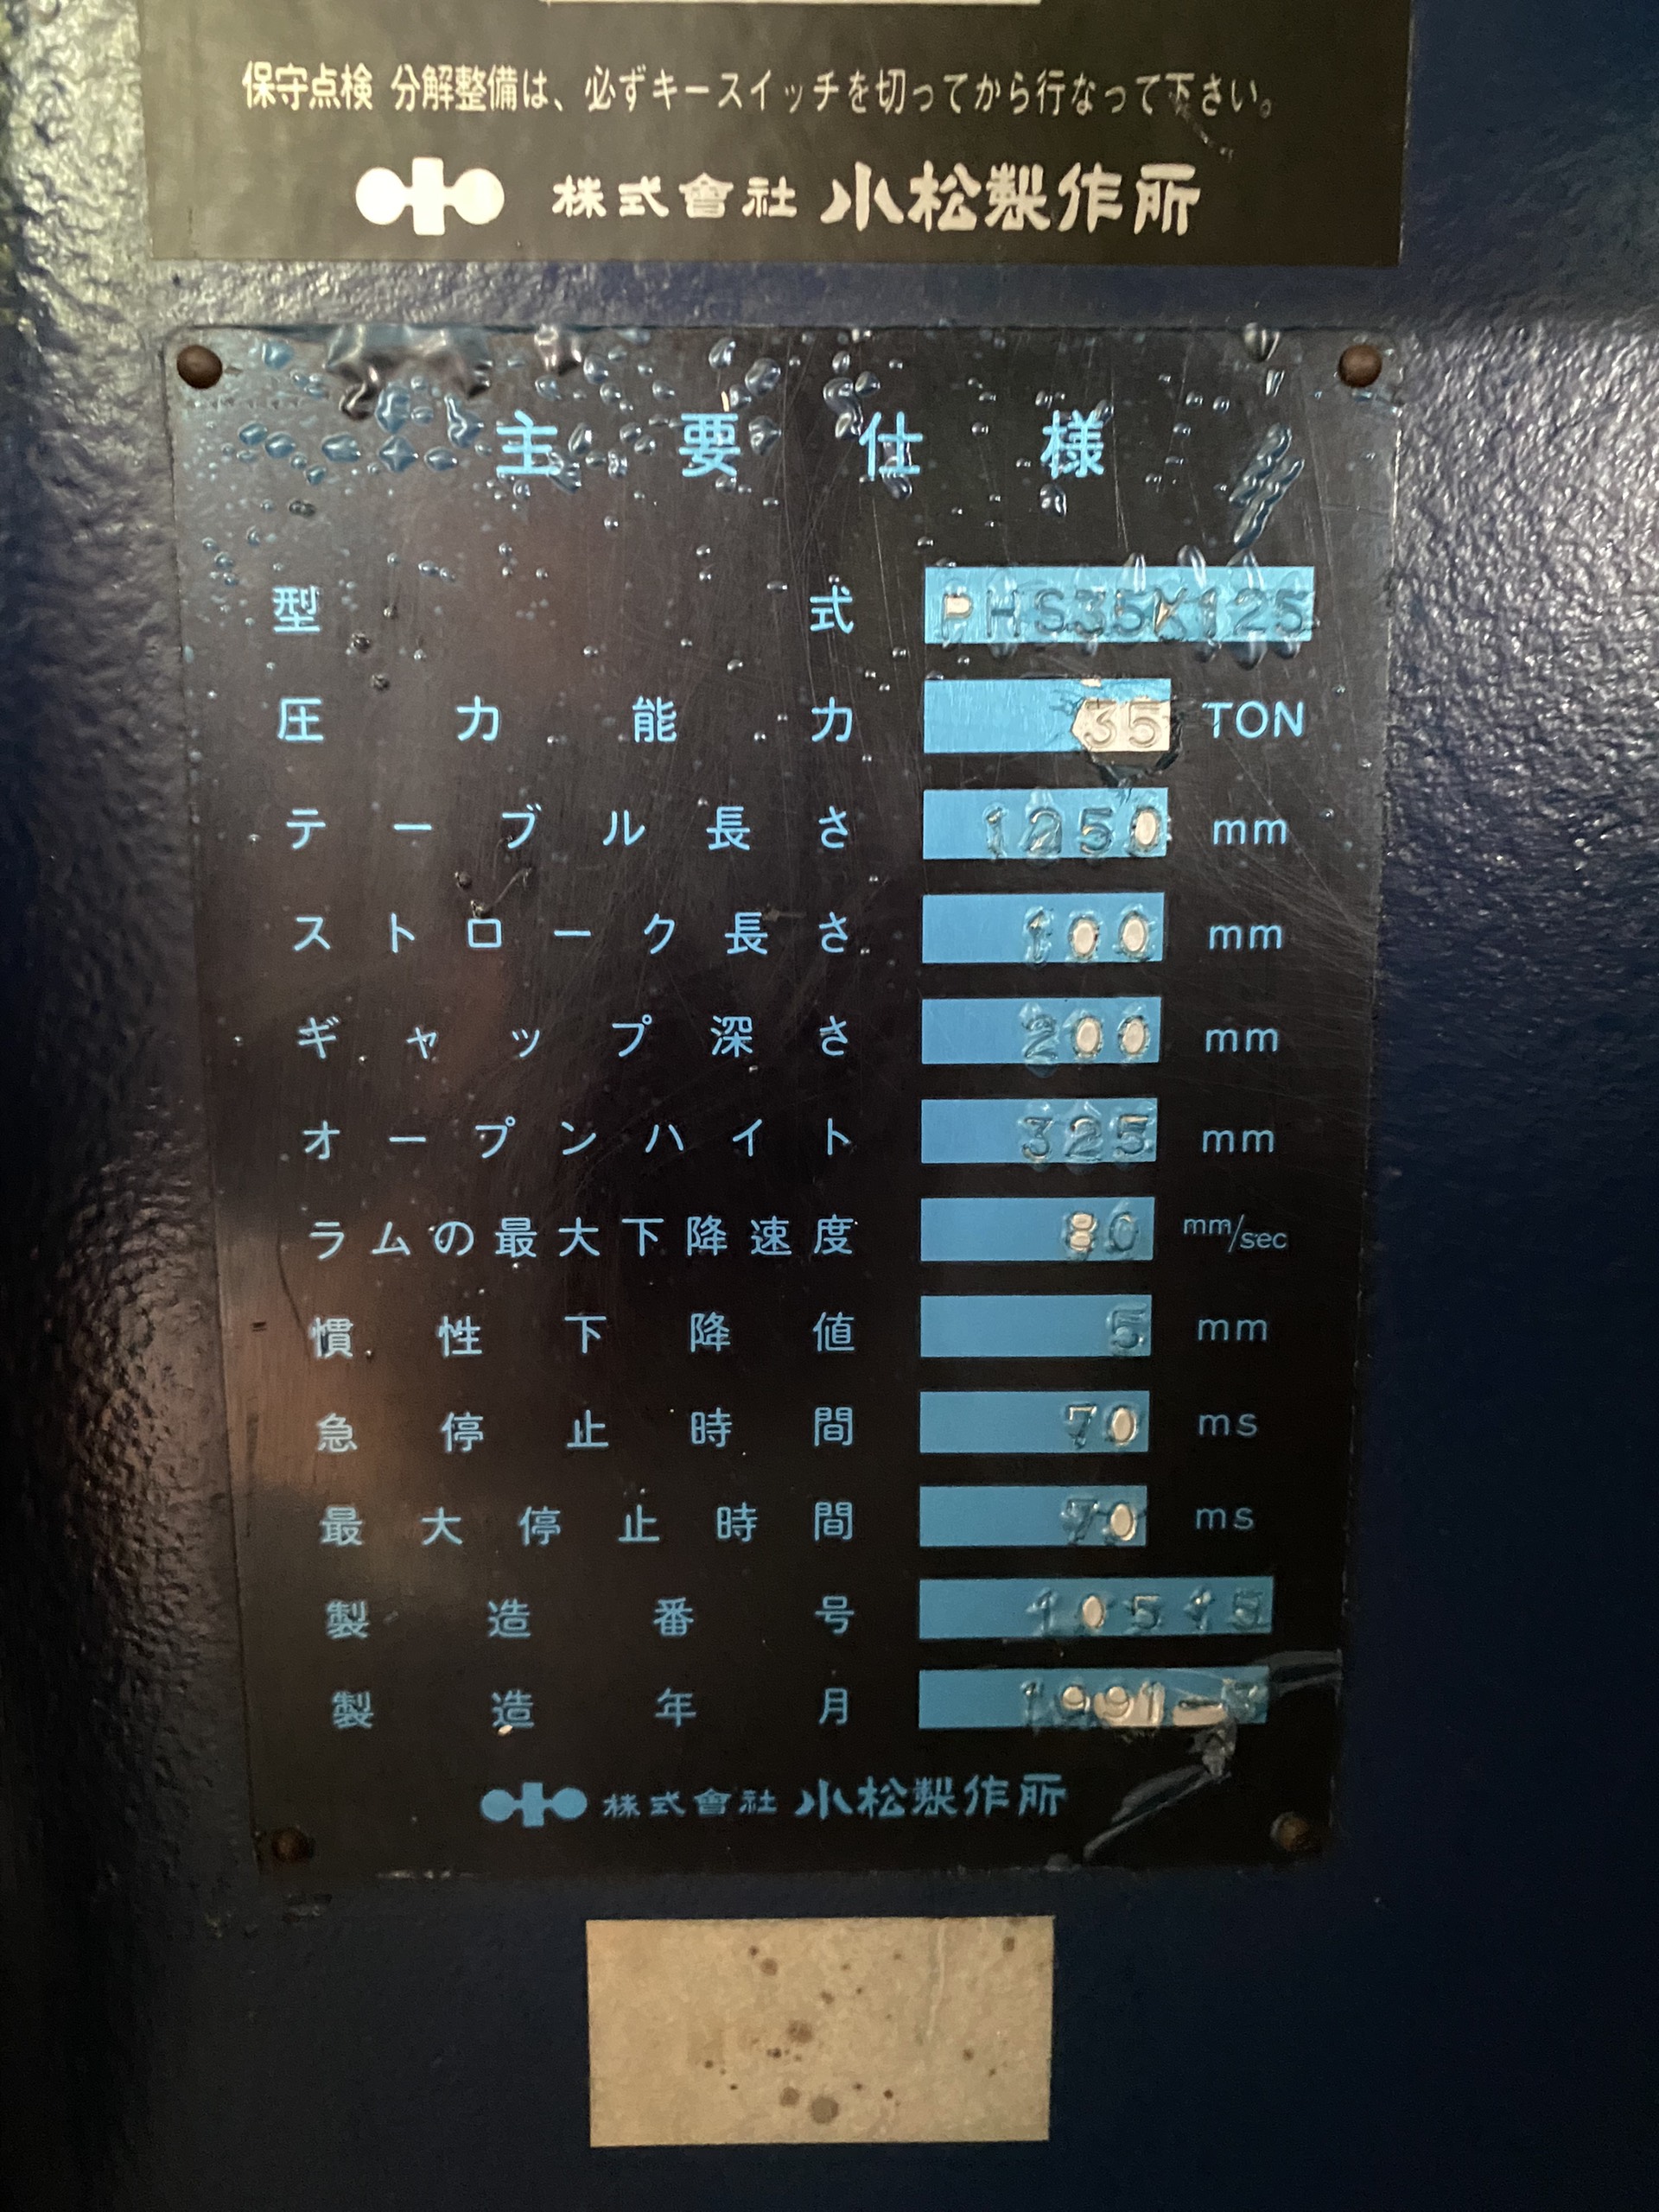 保守点検 分解整備は、必ずキースイッチを切ってから行なって下さい。
株式會社 小松製作所
主要仕様
型式 PHS35X125
圧力能力 35 TON
テーブル長さ 1250 mm
ストローク長さ 100 mm
ギャップ深さ 200 mm
オープンハイト 325 mm
ラムの最大下降速度 80 mm/sec
慣性下降値 5 mm
急停止時間 70 ms
最大停止時間 70 ms
製造番号 10515
製造年月 1991-
株式會社 小松製作所